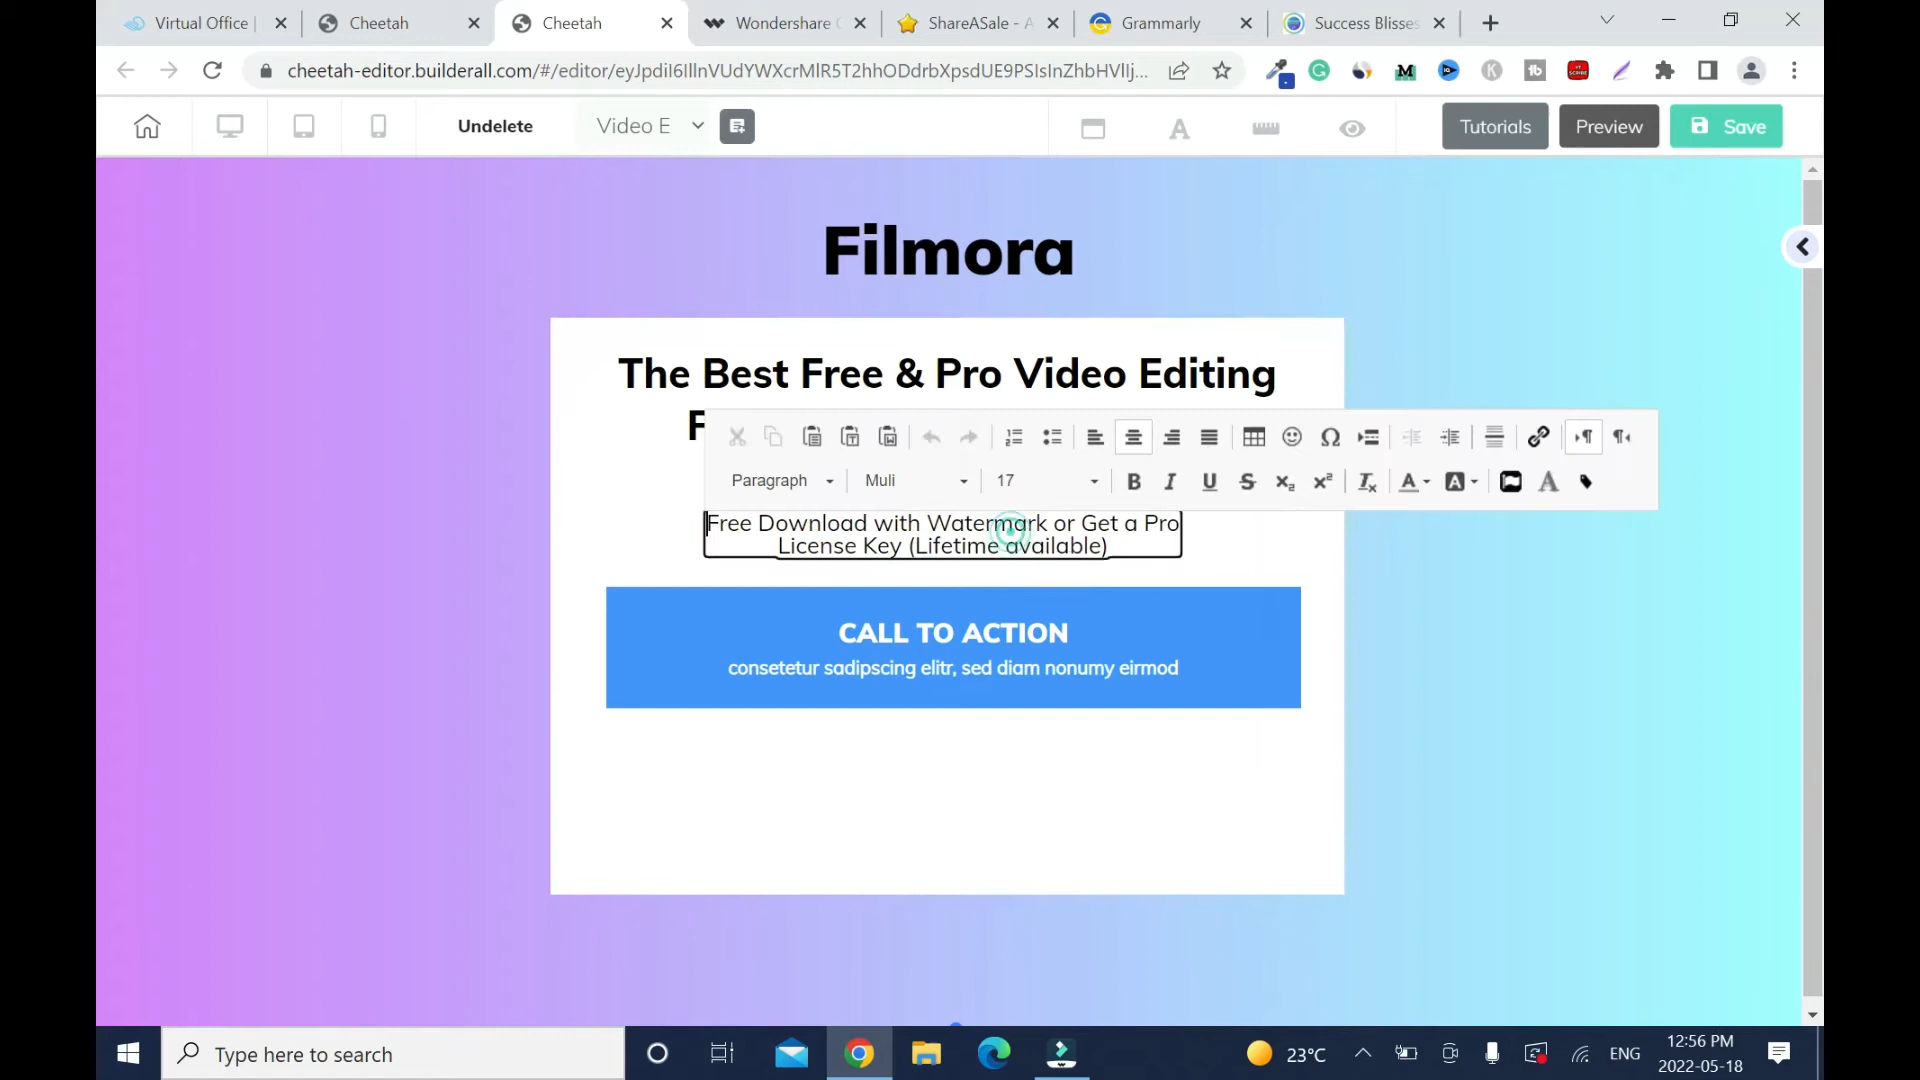 Virtual Office |
Cheetah
Cheetah
Wondershare
ShareASale - A
Grammarly
Success Blisses
cheetah-editor.builderall.com/#/editor/eyJpdiI6IllnVUdYWXcrMlR5T2hhODdrbXpsdUE9PSIsInZhbHVlIj...
Undelete
Video E
Tutorials
Preview
Save
Filmora
The Best Free & Pro Video Editing
F
Paragraph
Muli
17
Free Download with Watermark or Get a Pro
License Key (Lifetime available)
CALL TO ACTION
consetetur sadipscing elitr, sed diam nonumy eirmod
Type here to search
23°C
ENG
12:56 PM
2022-05-18